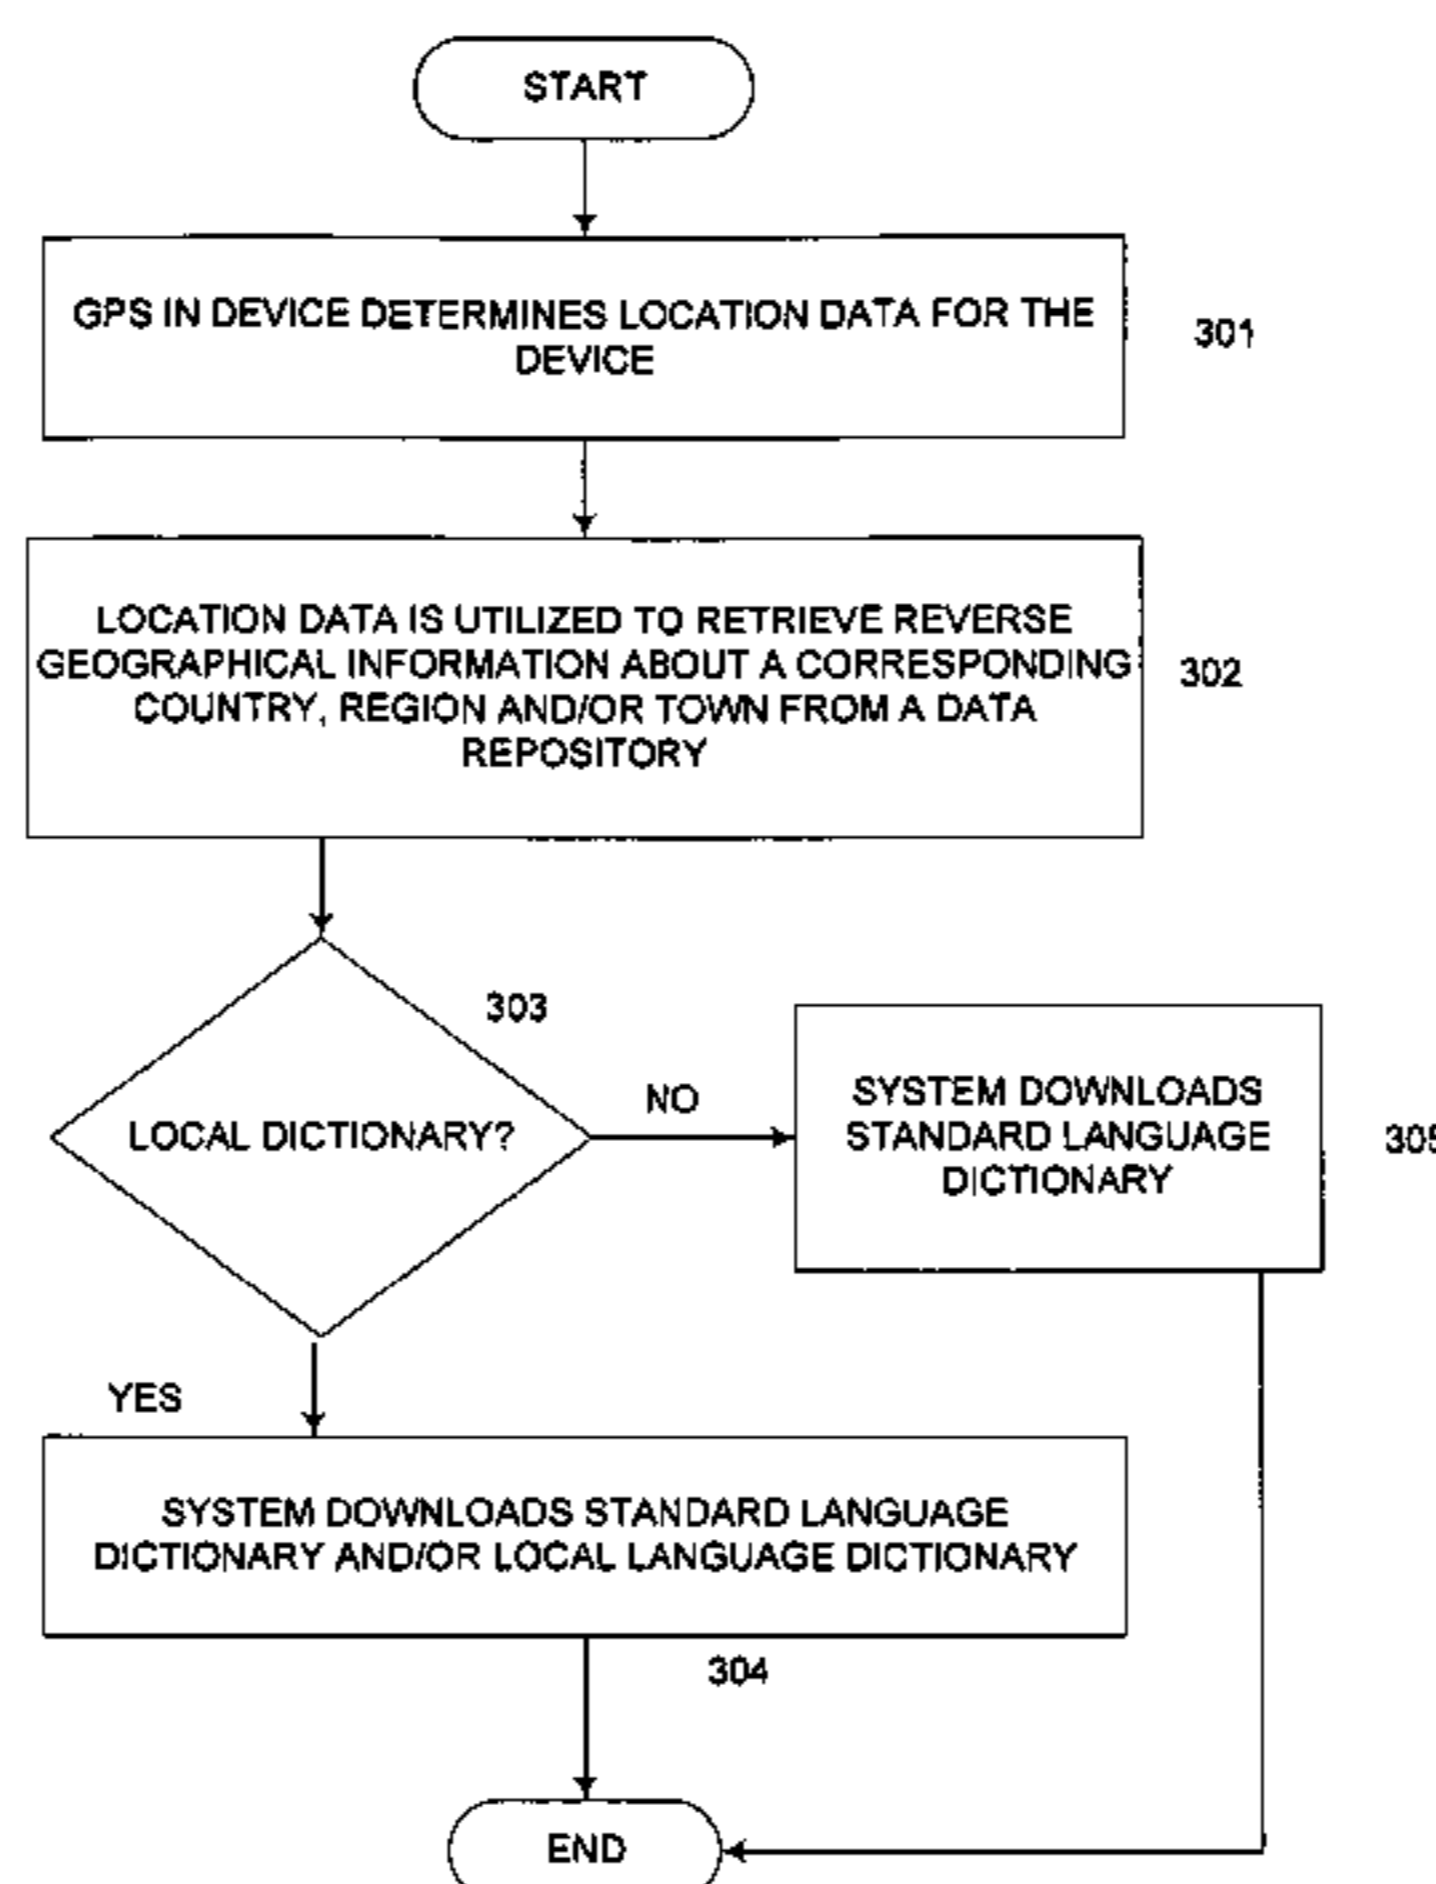 START
GPS IN DEVICE DETERMINES LOCATION DATA FOR THE
DEVICE
301
LOCATION DATA IS UTILIZED TO RETRIEVE REVERSE
GEOGRAPHICAL INFORMATION ABOUT A CORRESPONDING
COUNTRY, REGION AND/OR TOWN FROM A DATA
REPOSITORY
302
303
LOCAL DICTIONARY?
NO
SYSTEM DOWNLOADS
STANDARD LANGUAGE
DICTIONARY
305
YES
SYSTEM DOWNLOADS STANDARD LANGUAGE
DICTIONARY AND/OR LOCAL LANGUAGE DICTIONARY
304
END